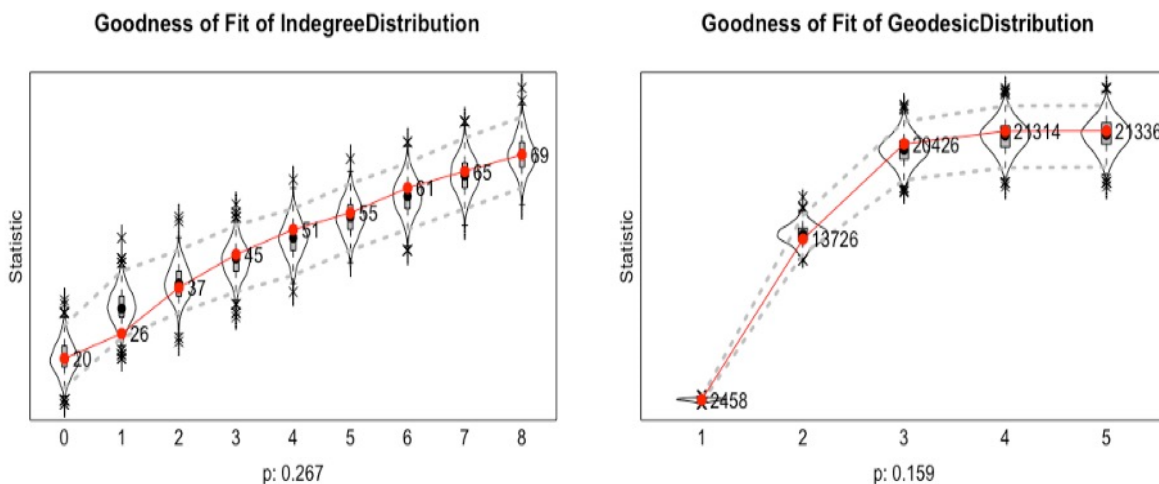 Goodness of Fit of IndegreeDistribution
Statistic
20
26
37
45
51
55
61
65
69
0 1 2 3 4 5 6 7 8
p: 0.267
Goodness of Fit of GeodesicDistribution
Statistic
2458
13726
20426
21314
21336
1 2 3 4 5
p: 0.159